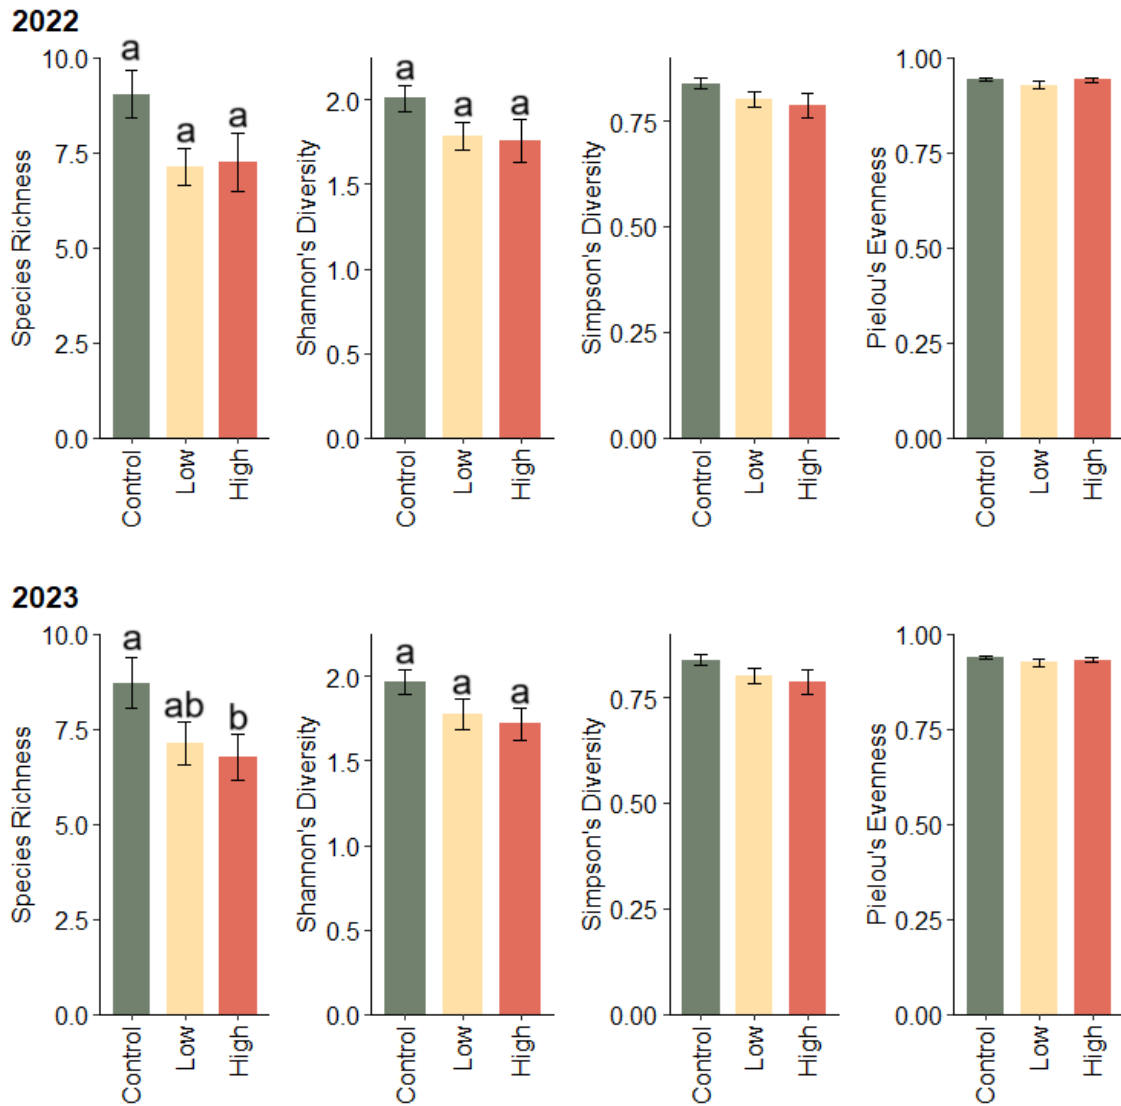 2022
Species Richness
10.0
7.5
5.0
2.5
0.0
a
a
a
Control
Low
High
Shannon's Diversity
2.0
1.5
1.0
0.5
0.0
a
a
a
Control
Low
High
Simpson's Diversity
0.75
0.50
0.25
0.00
Control
Low
High
Pielou's Evenness
1.00
0.75
0.50
0.25
0.00
Control
Low
High
2023
Species Richness
10.0
7.5
5.0
2.5
0.0
a
ab
b
Control
Low
High
Shannon's Diversity
2.0
1.5
1.0
0.5
0.0
a
a
a
Control
Low
High
Simpson's Diversity
0.75
0.50
0.25
0.00
Control
Low
High
Pielou's Evenness
1.00
0.75
0.50
0.25
0.00
Control
Low
High